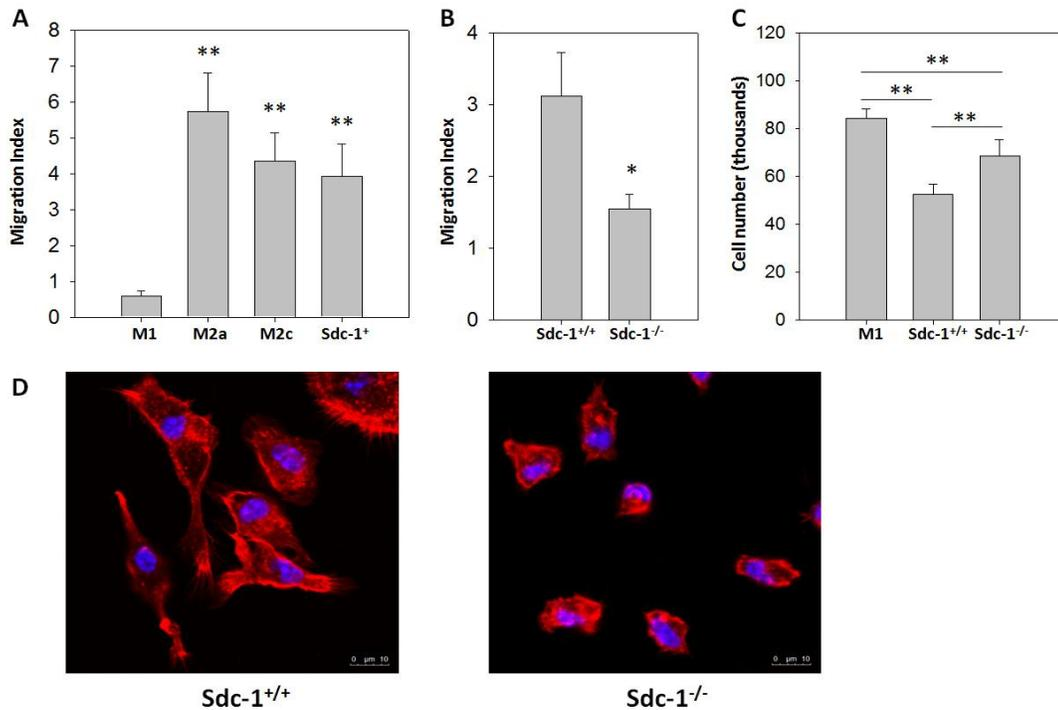 A
8
7
6
5
4
3
2
1
0
Migration Index
**
**
**
M1 M2a M2c Sdc-1⁺
B
4
3
2
1
0
Migration Index
*
Sdc-1⁺/⁺ Sdc-1⁻/⁻
C
120
100
80
60
40
20
0
Cell number (thousands)
**
**
**
M1 Sdc-1⁺/⁺ Sdc-1⁻/⁻
D
0 µm 10
0 µm 10
Sdc-1⁺/⁺
Sdc-1⁻/⁻